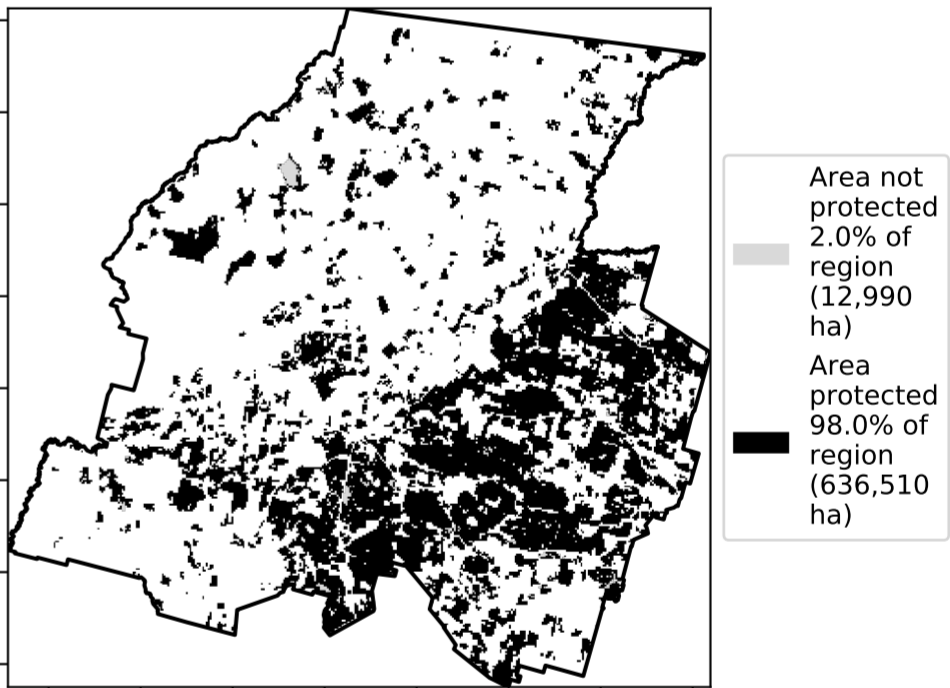 Area not
protected
2.0% of
region
(12,990
ha)
Area
protected
98.0% of
region
(636,510
ha)